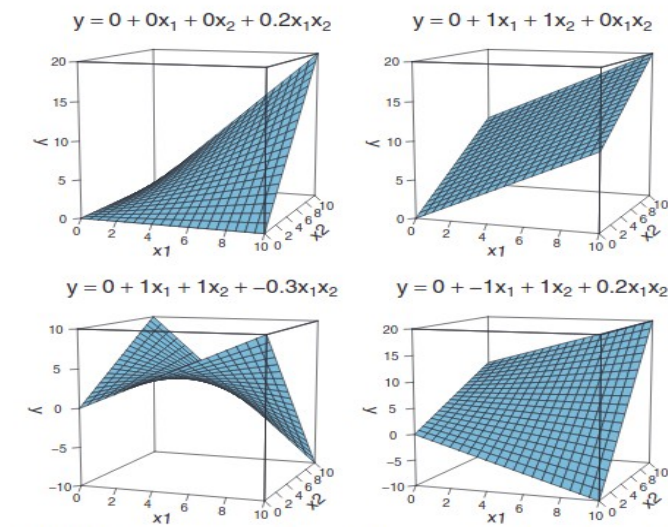 y = 0 + 0x₁ + 0x₂ + 0.2x₁x₂
20
15
10
5
0
y
0 2 4 6 8 10
x1
0 2 4 6 8 10
x2
y = 0 + 1x₁ + 1x₂ + 0x₁x₂
20
15
10
5
0
y
0 2 4 6 8 10
x1
0 2 4 6 8 10
x2
y = 0 + 1x₁ + 1x₂ + −0.3x₁x₂
10
5
0
−5
−10
y
0 2 4 6 8 10
x1
0 2 4 6 8 10
x2
y = 0 + −1x₁ + 1x₂ + 0.2x₁x₂
20
15
10
5
0
−5
−10
y
0 2 4 6 8 10
x1
0 2 4 6 8 10
x2